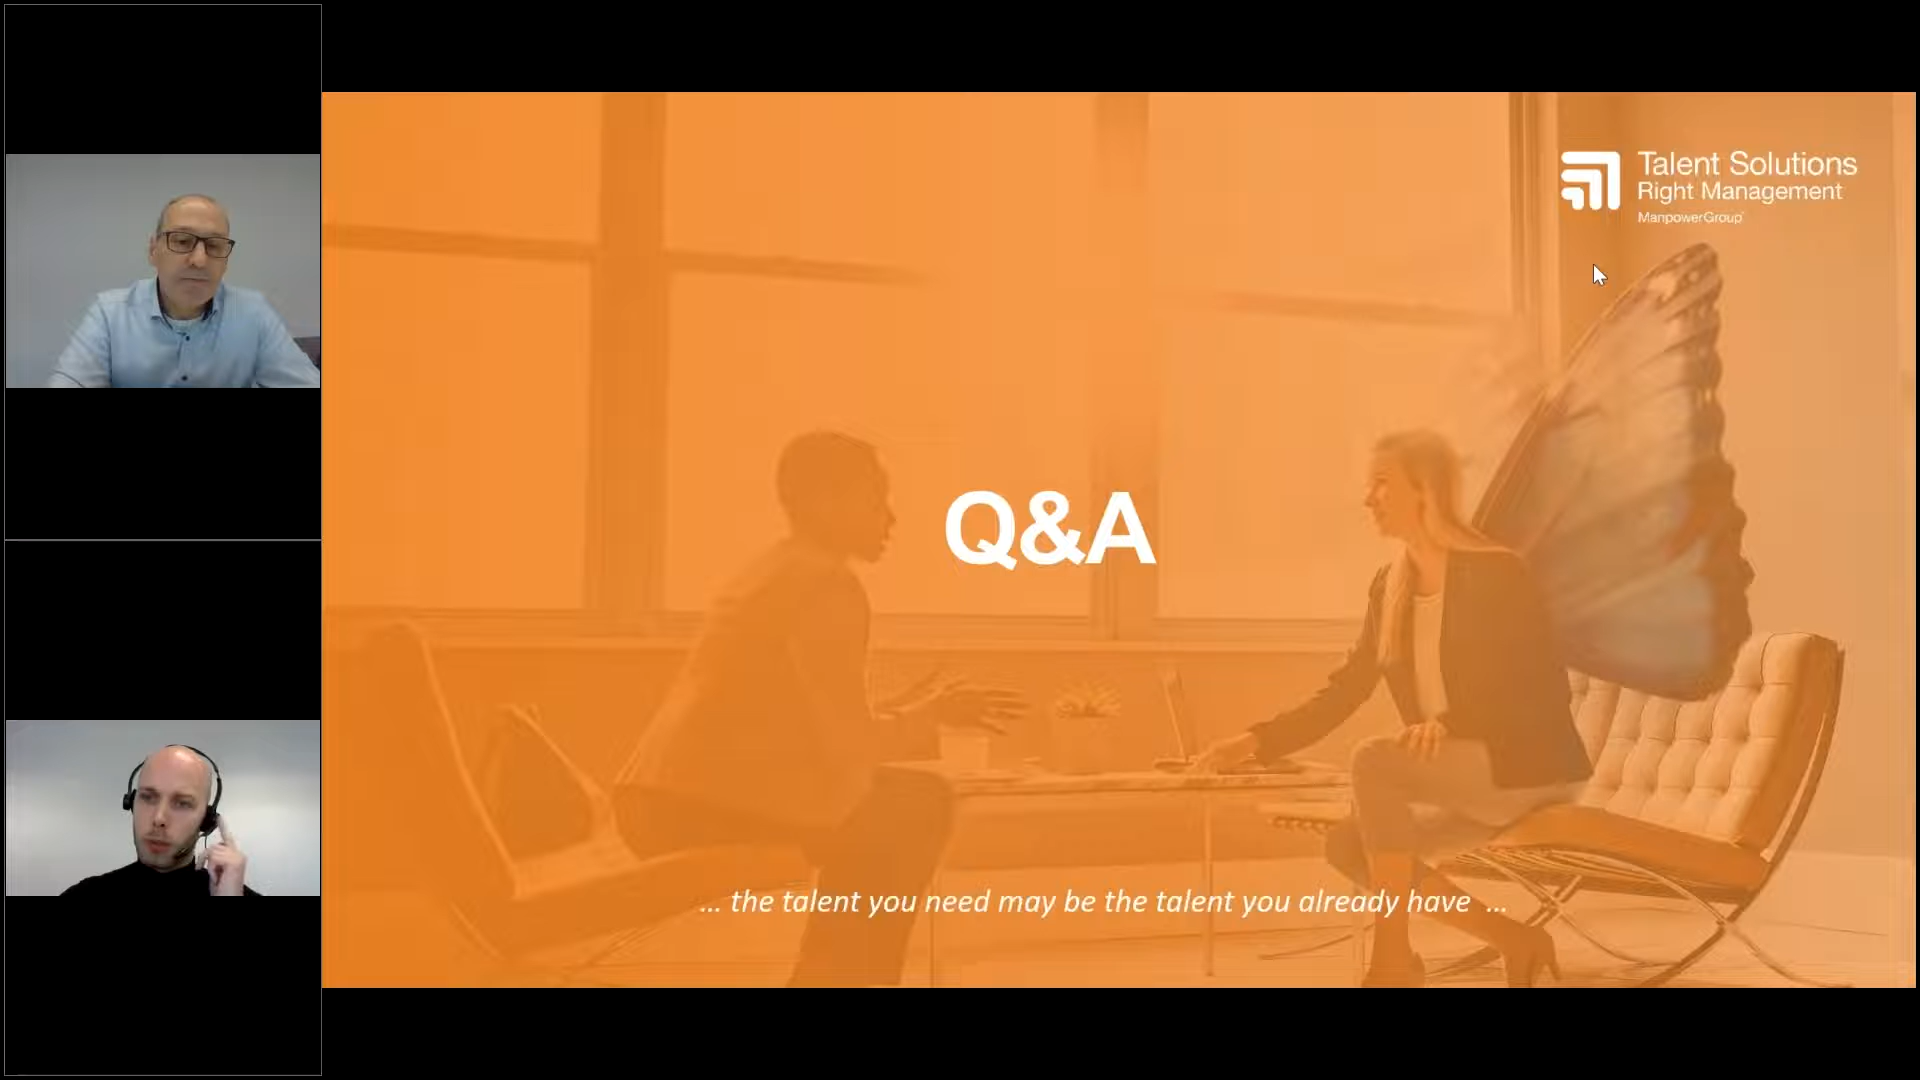 Talent Solutions
Right Management
ManpowerGroup
Q&A
... the talent you need may be the talent you already have ...